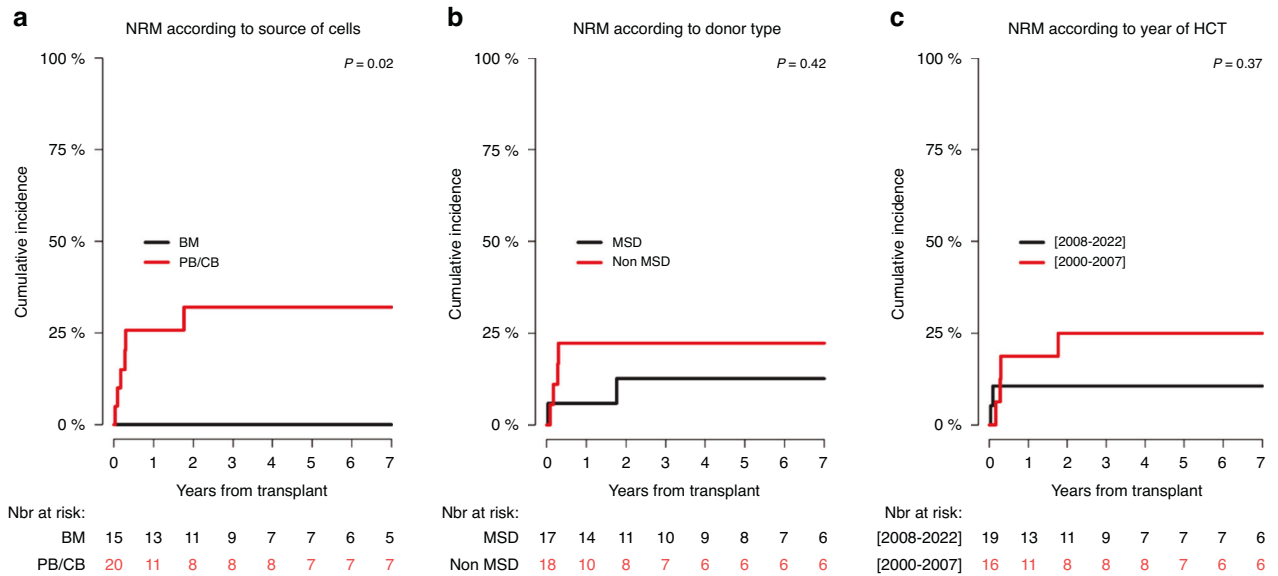 a
NRM according to source of cells
P = 0.02
100 %
75 %
50 %
25 %
0 %
Cumulative incidence
BM
PB/CB
0 1 2 3 4 5 6 7
Years from transplant
Nbr at risk:
BM 15 13 11 9 7 7 6 5
PB/CB 20 11 8 8 8 7 7 7
b
NRM according to donor type
P = 0.42
100 %
75 %
50 %
25 %
0 %
Cumulative incidence
MSD
Non MSD
0 1 2 3 4 5 6 7
Years from transplant
Nbr at risk:
MSD 17 14 11 10 9 8 7 6
Non MSD 18 10 8 7 6 6 6 6
c
NRM according to year of HCT
P = 0.37
100 %
75 %
50 %
25 %
0 %
Cumulative incidence
[2008-2022]
[2000-2007]
0 1 2 3 4 5 6 7
Years from transplant
Nbr at risk:
[2008-2022] 19 13 11 9 7 7 7 6
[2000-2007] 16 11 8 8 8 7 6 6